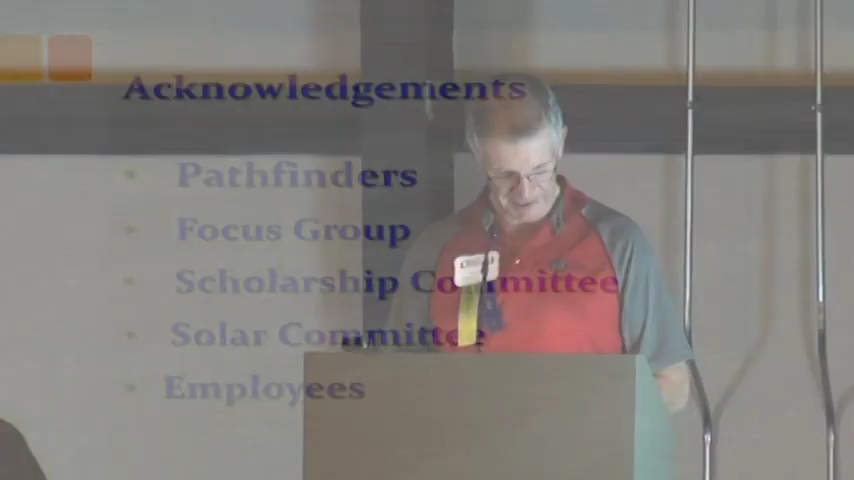 Acknowledgements
• Pathfinders
• Focus Group
• Scholarship Committee
• Solar Committee
• Employees